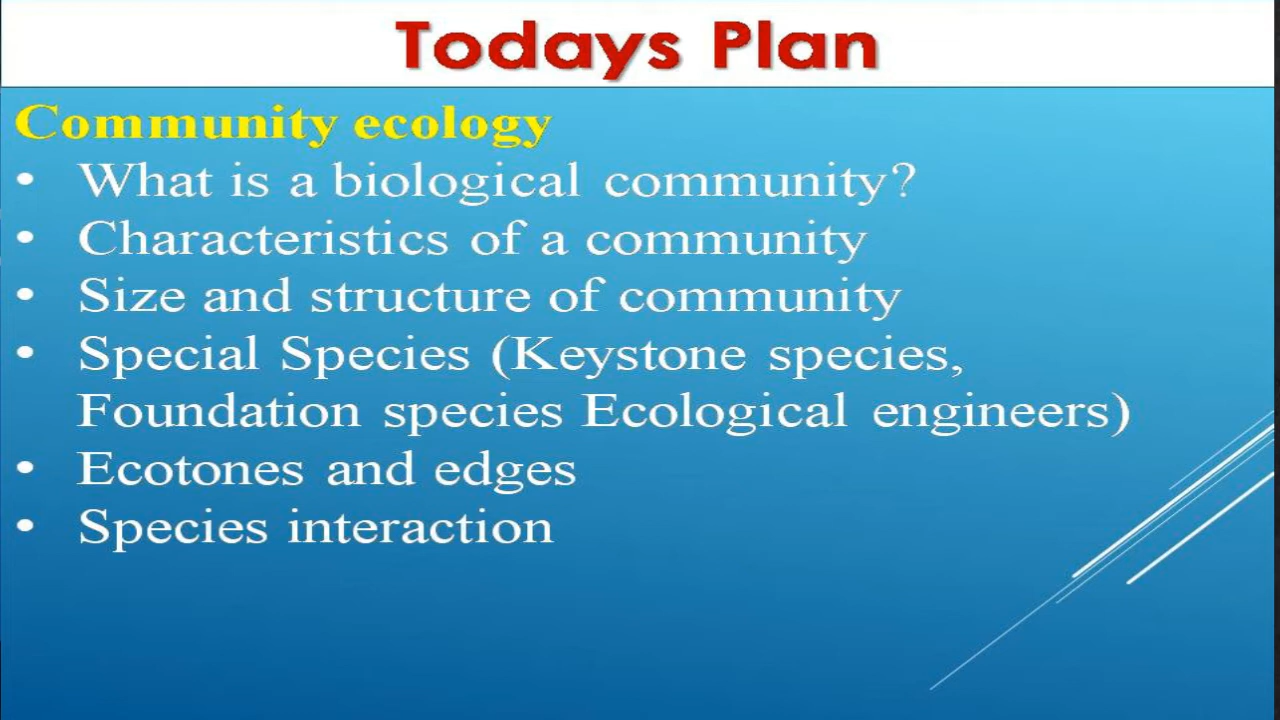 Todays Plan
Community ecology
• What is a biological community?
• Characteristics of a community
• Size and structure of community
• Special Species (Keystone species,
Foundation species Ecological engineers)
• Ecotones and edges
• Species interaction